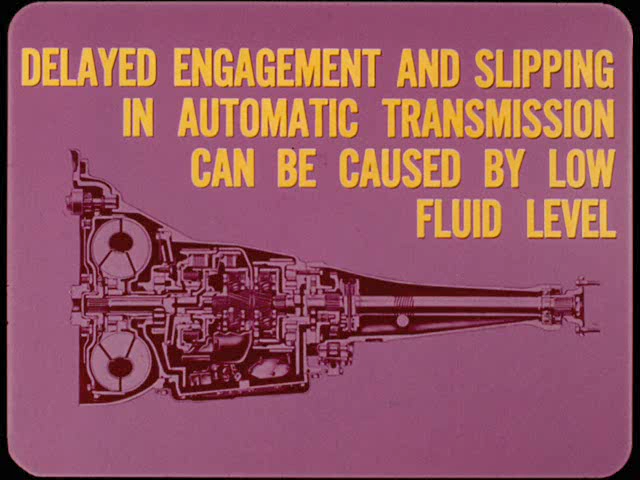 DELAYED ENGAGEMENT AND SLIPPING
IN AUTOMATIC TRANSMISSION
CAN BE CAUSED BY LOW
FLUID LEVEL